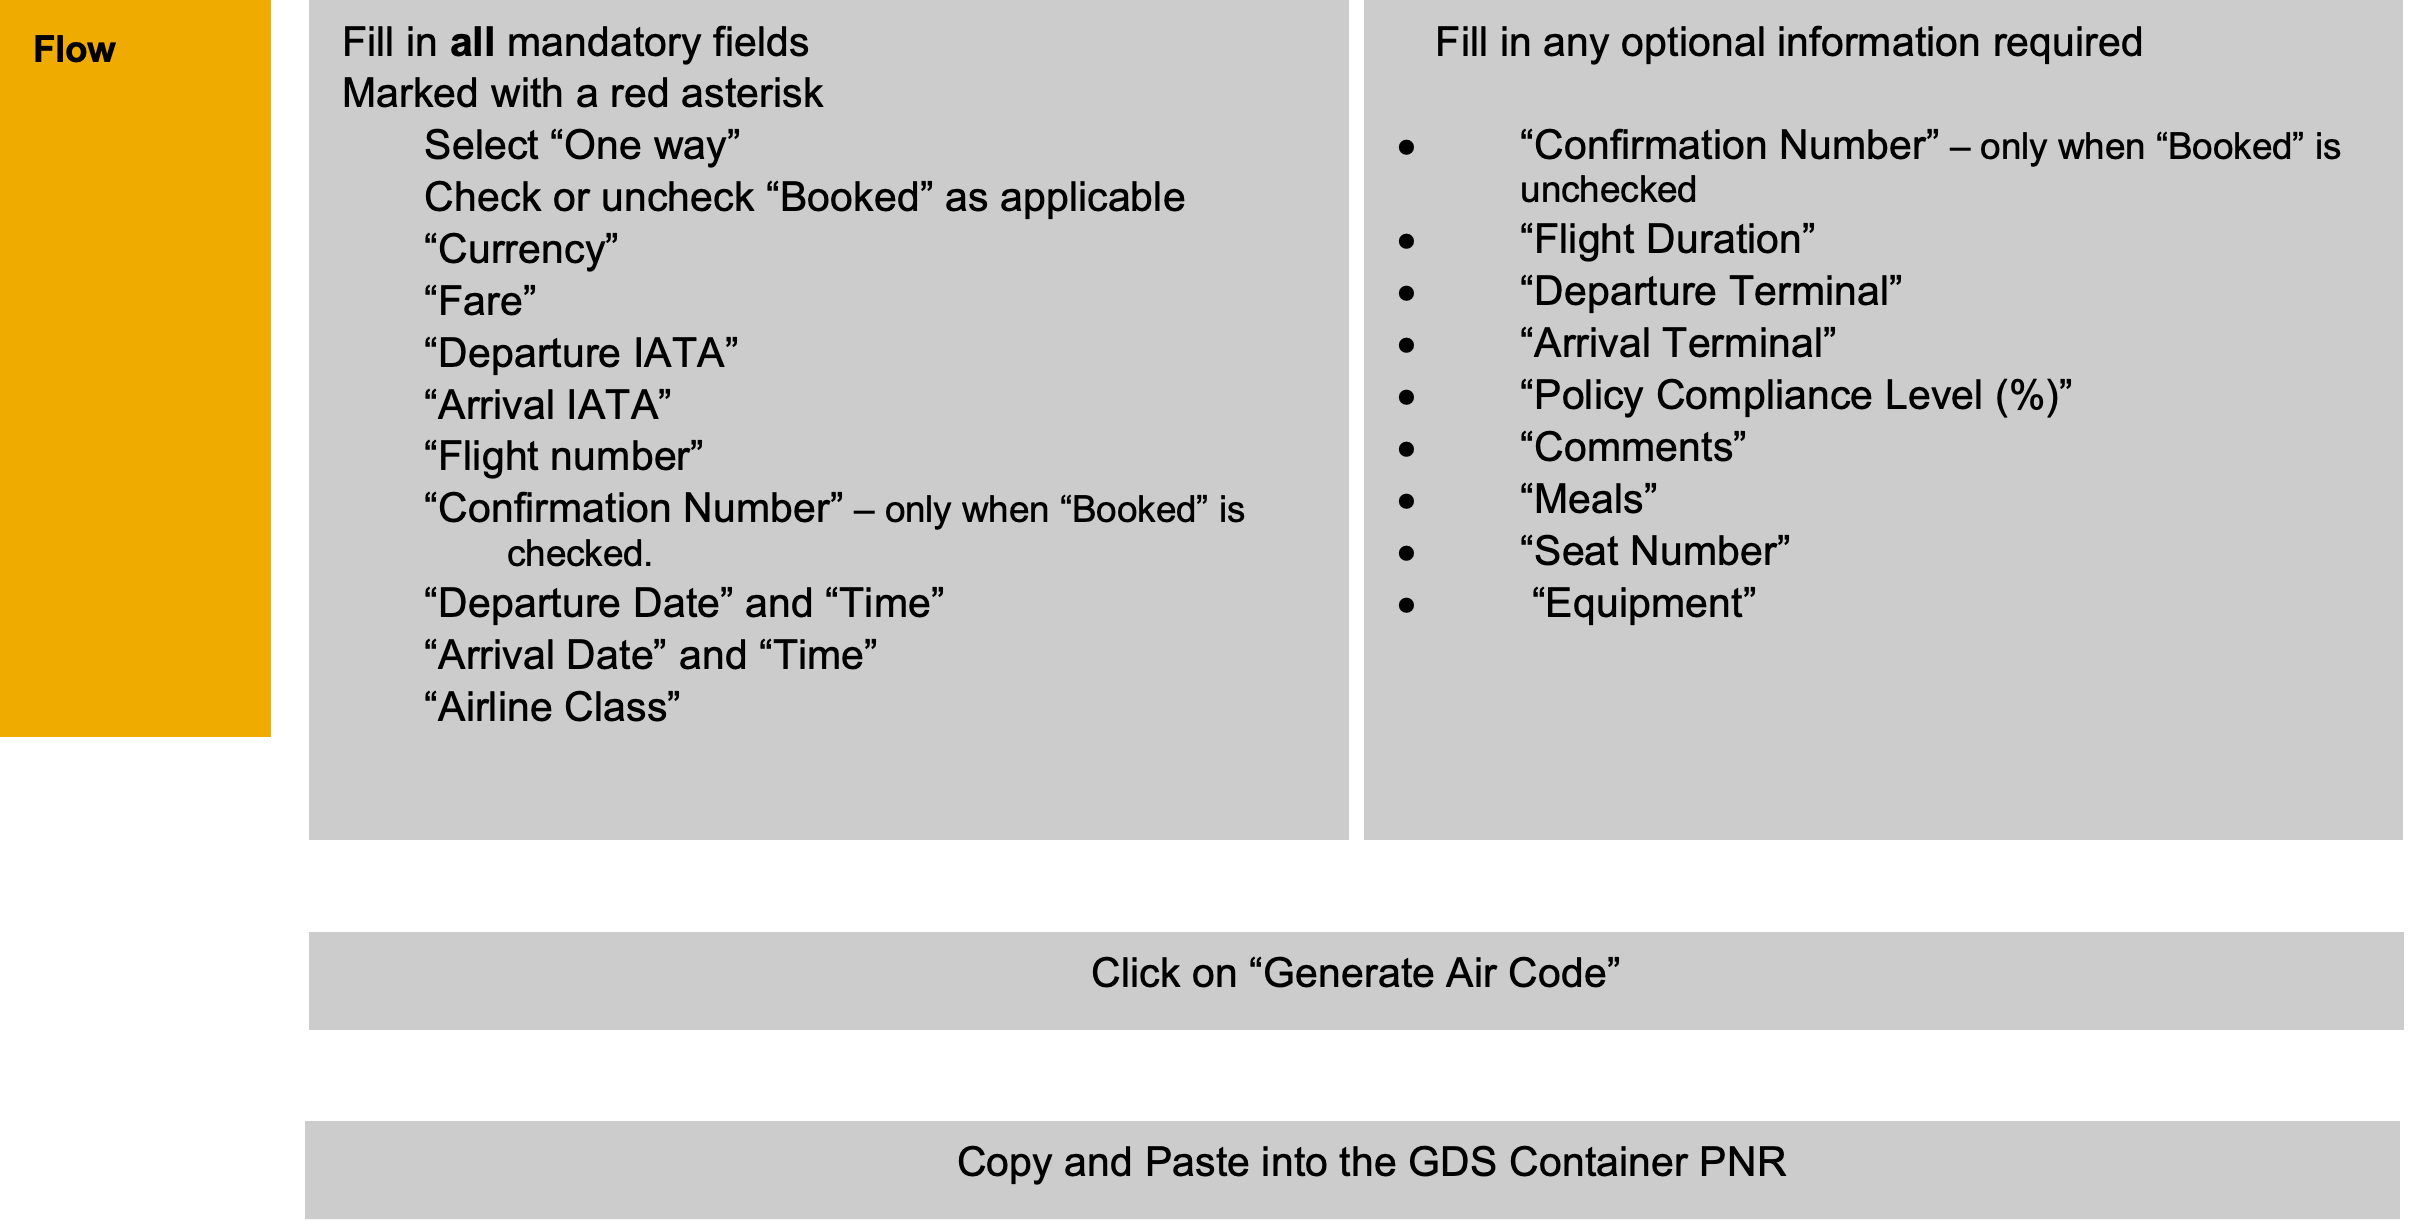 Flow
Fill in all mandatory fields
Marked with a red asterisk
Select “One way”
Check or uncheck “Booked” as applicable
“Currency”
“Fare”
“Departure IATA”
“Arrival IATA”
“Flight number”
“Confirmation Number” – only when “Booked” is
checked.
“Departure Date” and “Time”
“Arrival Date” and “Time”
“Airline Class”
Fill in any optional information required
● “Confirmation Number” – only when “Booked” is
unchecked
● “Flight Duration”
● “Departure Terminal”
● “Arrival Terminal”
● “Policy Compliance Level (%)”
● “Comments”
● “Meals”
● “Seat Number”
● “Equipment”
Click on “Generate Air Code”
Copy and Paste into the GDS Container PNR